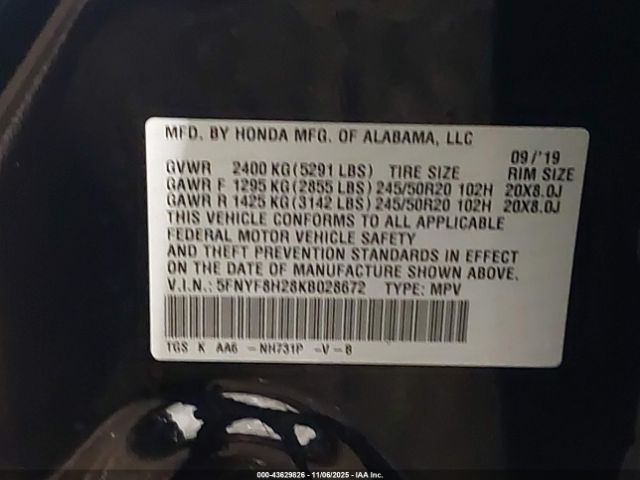 MFD. BY HONDA MFG. OF ALABAMA, LLC
09/'19
GVWR 2400 KG(5291 LBS) TIRE SIZE RIM SIZE
GAWR F 1295 KG(2855 LBS)245/50R20 102H 20X8.0J
GAWR R 1425 KG(3142 LBS)245/50R20 102H 20X8.0J
THIS VEHICLE CONFORMS TO ALL APPLICABLE
FEDERAL MOTOR VEHICLE SAFETY
AND THEFT PREVENTION STANDARDS IN EFFECT
ON THE DATE OF MANUFACTURE SHOWN ABOVE.
V.I.N.: 5FNYF8H28KB028672 TYPE: MPV
TGS K AA6 -NH731P -V-B
000-43629826 - 11/06/2025 - IAA Inc.